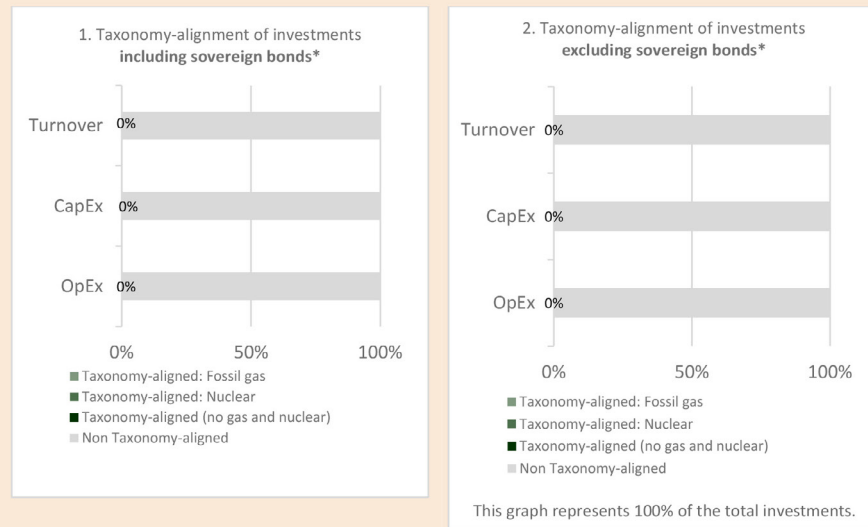 1. Taxonomy-alignment of investments
including sovereign bonds*
Turnover 0%
CapEx 0%
OpEx 0%
0% 50% 100%
Taxonomy-aligned: Fossil gas
Taxonomy-aligned: Nuclear
Taxonomy-aligned (no gas and nuclear)
Non Taxonomy-aligned
2. Taxonomy-alignment of investments
excluding sovereign bonds*
Turnover 0%
CapEx 0%
OpEx 0%
0% 50% 100%
Taxonomy-aligned: Fossil gas
Taxonomy-aligned: Nuclear
Taxonomy-aligned (no gas and nuclear)
Non Taxonomy-aligned
This graph represents 100% of the total investments.